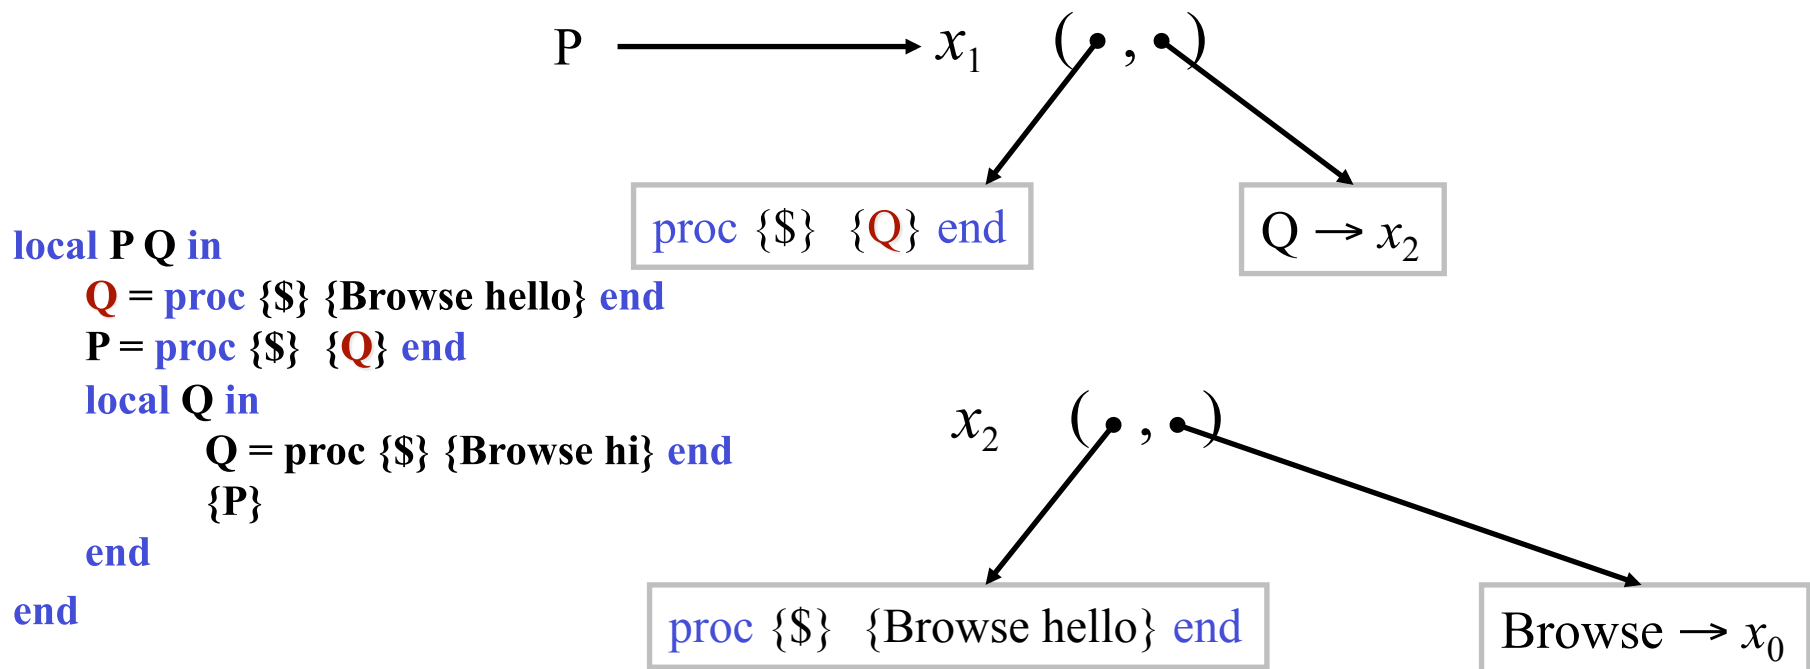 P x1 ( , )
proc {$} {Q} end
Q → x2
local P Q in
Q = proc {$} {Browse hello} end
P = proc {$} {Q} end
local Q in
Q = proc {$} {Browse hi} end
{P}
end
end
x2 ( , )
proc {$} {Browse hello} end
Browse → x0